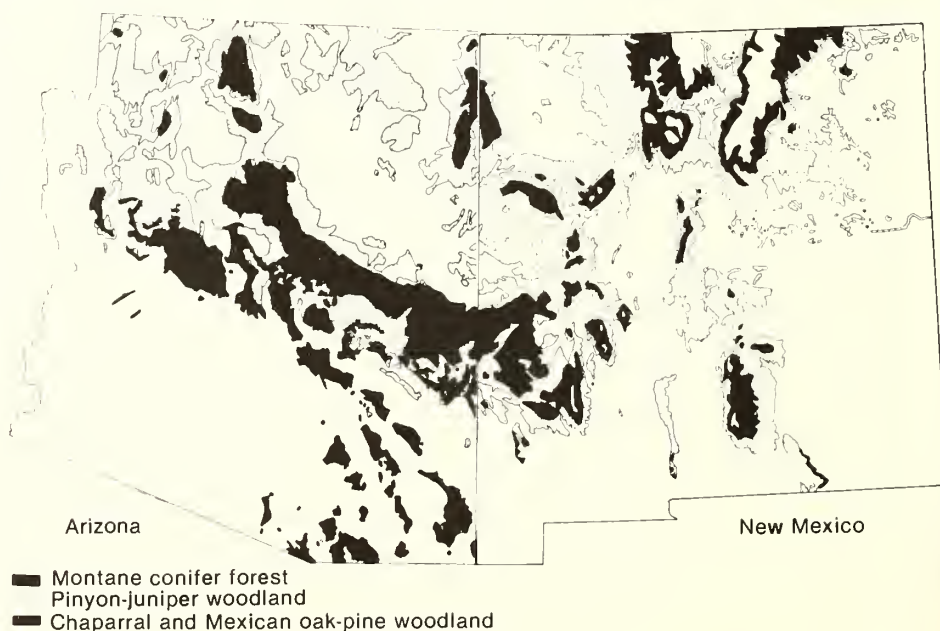 Arizona
New Mexico
Montane conifer forest
Pinyon-juniper woodland
Chaparral and Mexican oak-pine woodland